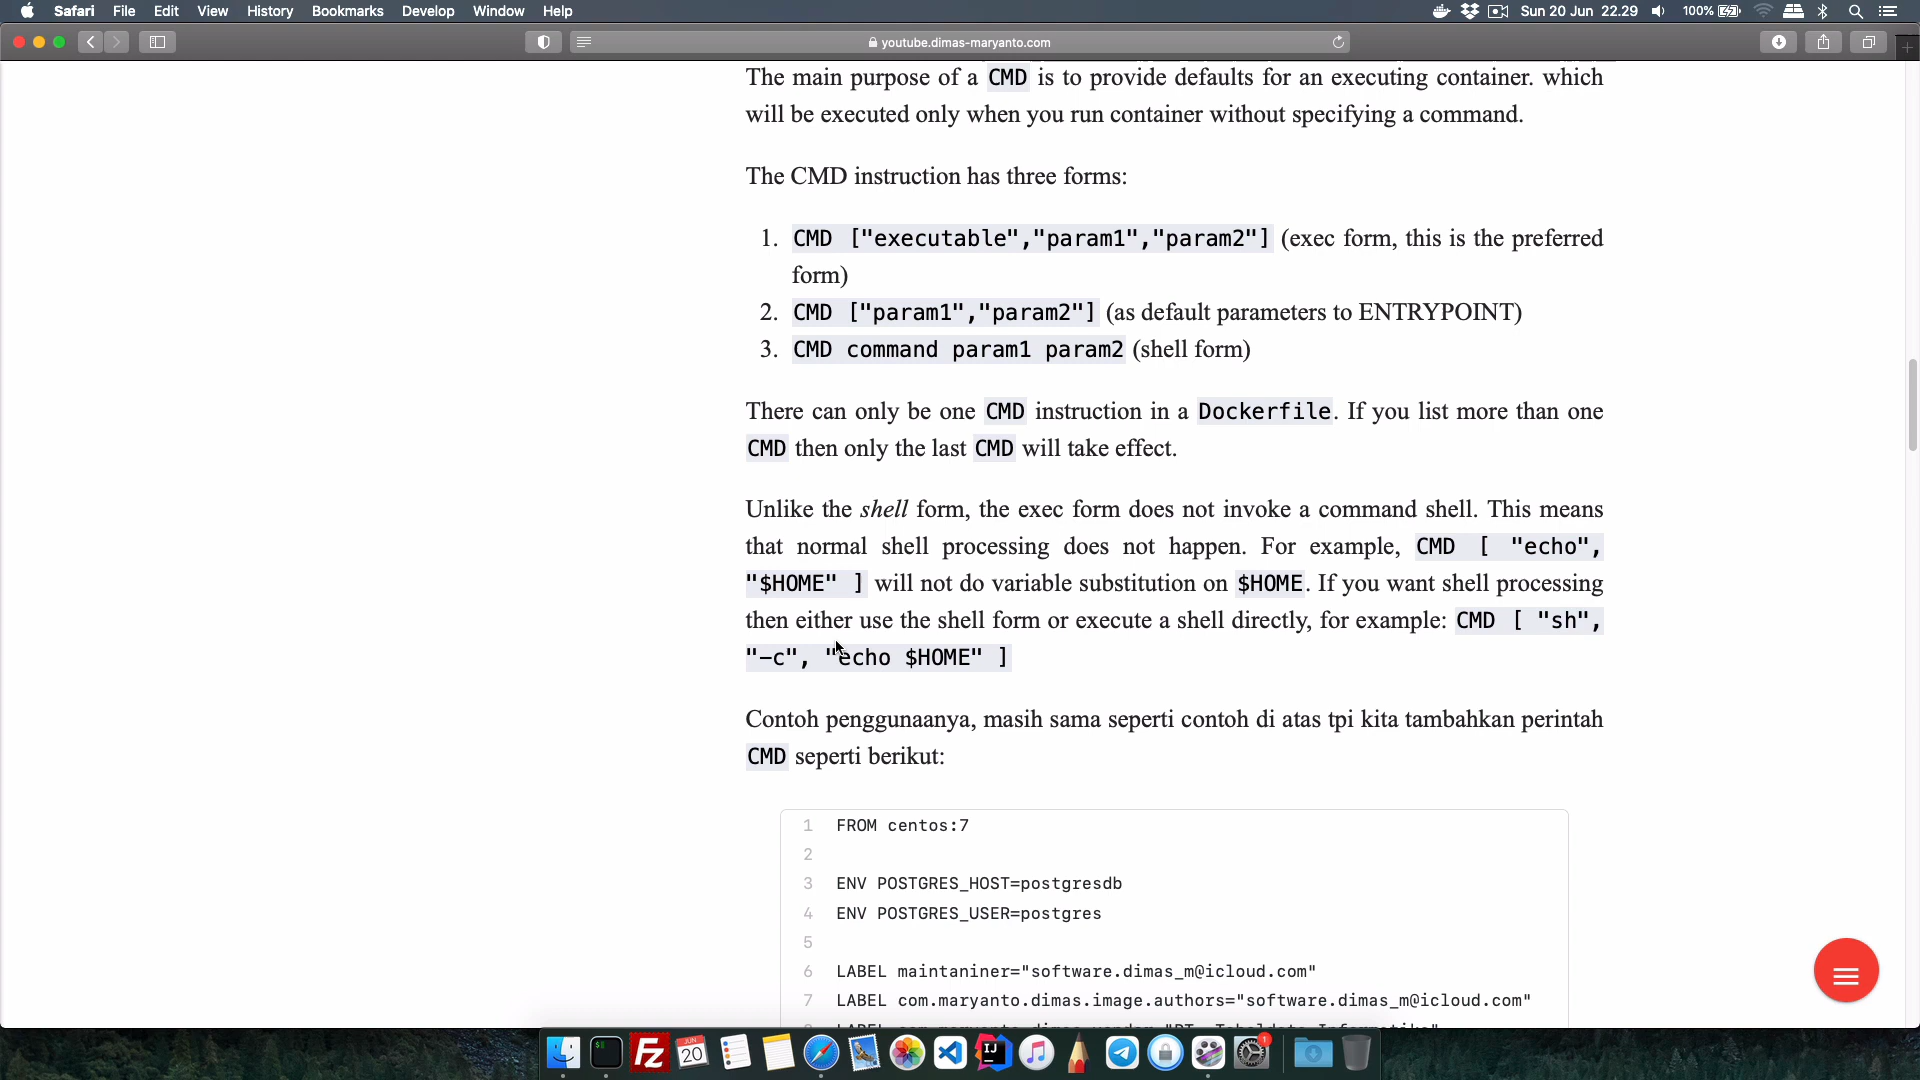 Safari File Edit View History Bookmarks Develop Window Help Sun 20 Jun 22.29 100%
youtube.dimas-maryanto.com
The main purpose of a CMD is to provide defaults for an executing container. which
will be executed only when you run container without specifying a command.
The CMD instruction has three forms:
1. CMD ["executable","param1","param2"] (exec form, this is the preferred
form)
2. CMD ["param1","param2"] (as default parameters to ENTRYPOINT)
3. CMD command param1 param2 (shell form)
There can only be one CMD instruction in a Dockerfile. If you list more than one
CMD then only the last CMD will take effect.
Unlike the shell form, the exec form does not invoke a command shell. This means
that normal shell processing does not happen. For example, CMD [ "echo",
"$HOME" ] will not do variable substitution on $HOME. If you want shell processing
then either use the shell form or execute a shell directly, for example: CMD [ "sh",
"-c", "echo $HOME" ]
Contoh penggunaanya, masih sama seperti contoh di atas tpi kita tambahkan perintah
CMD seperti berikut:
1 FROM centos:7
2
3 ENV POSTGRES_HOST=postgresdb
4 ENV POSTGRES_USER=postgres
5
6 LABEL maintaniner="software.dimas_m@icloud.com"
7 LABEL com.maryanto.dimas.image.authors="software.dimas_m@icloud.com"
JUN
20
FZ
IJ
1